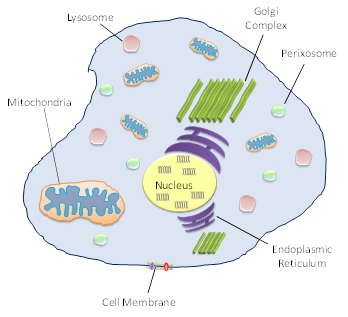 Lysosome
Golgi
Complex
Perixosome
Mitochondria
Nucleus
Endoplasmic
Reticulum
Cell Membrane